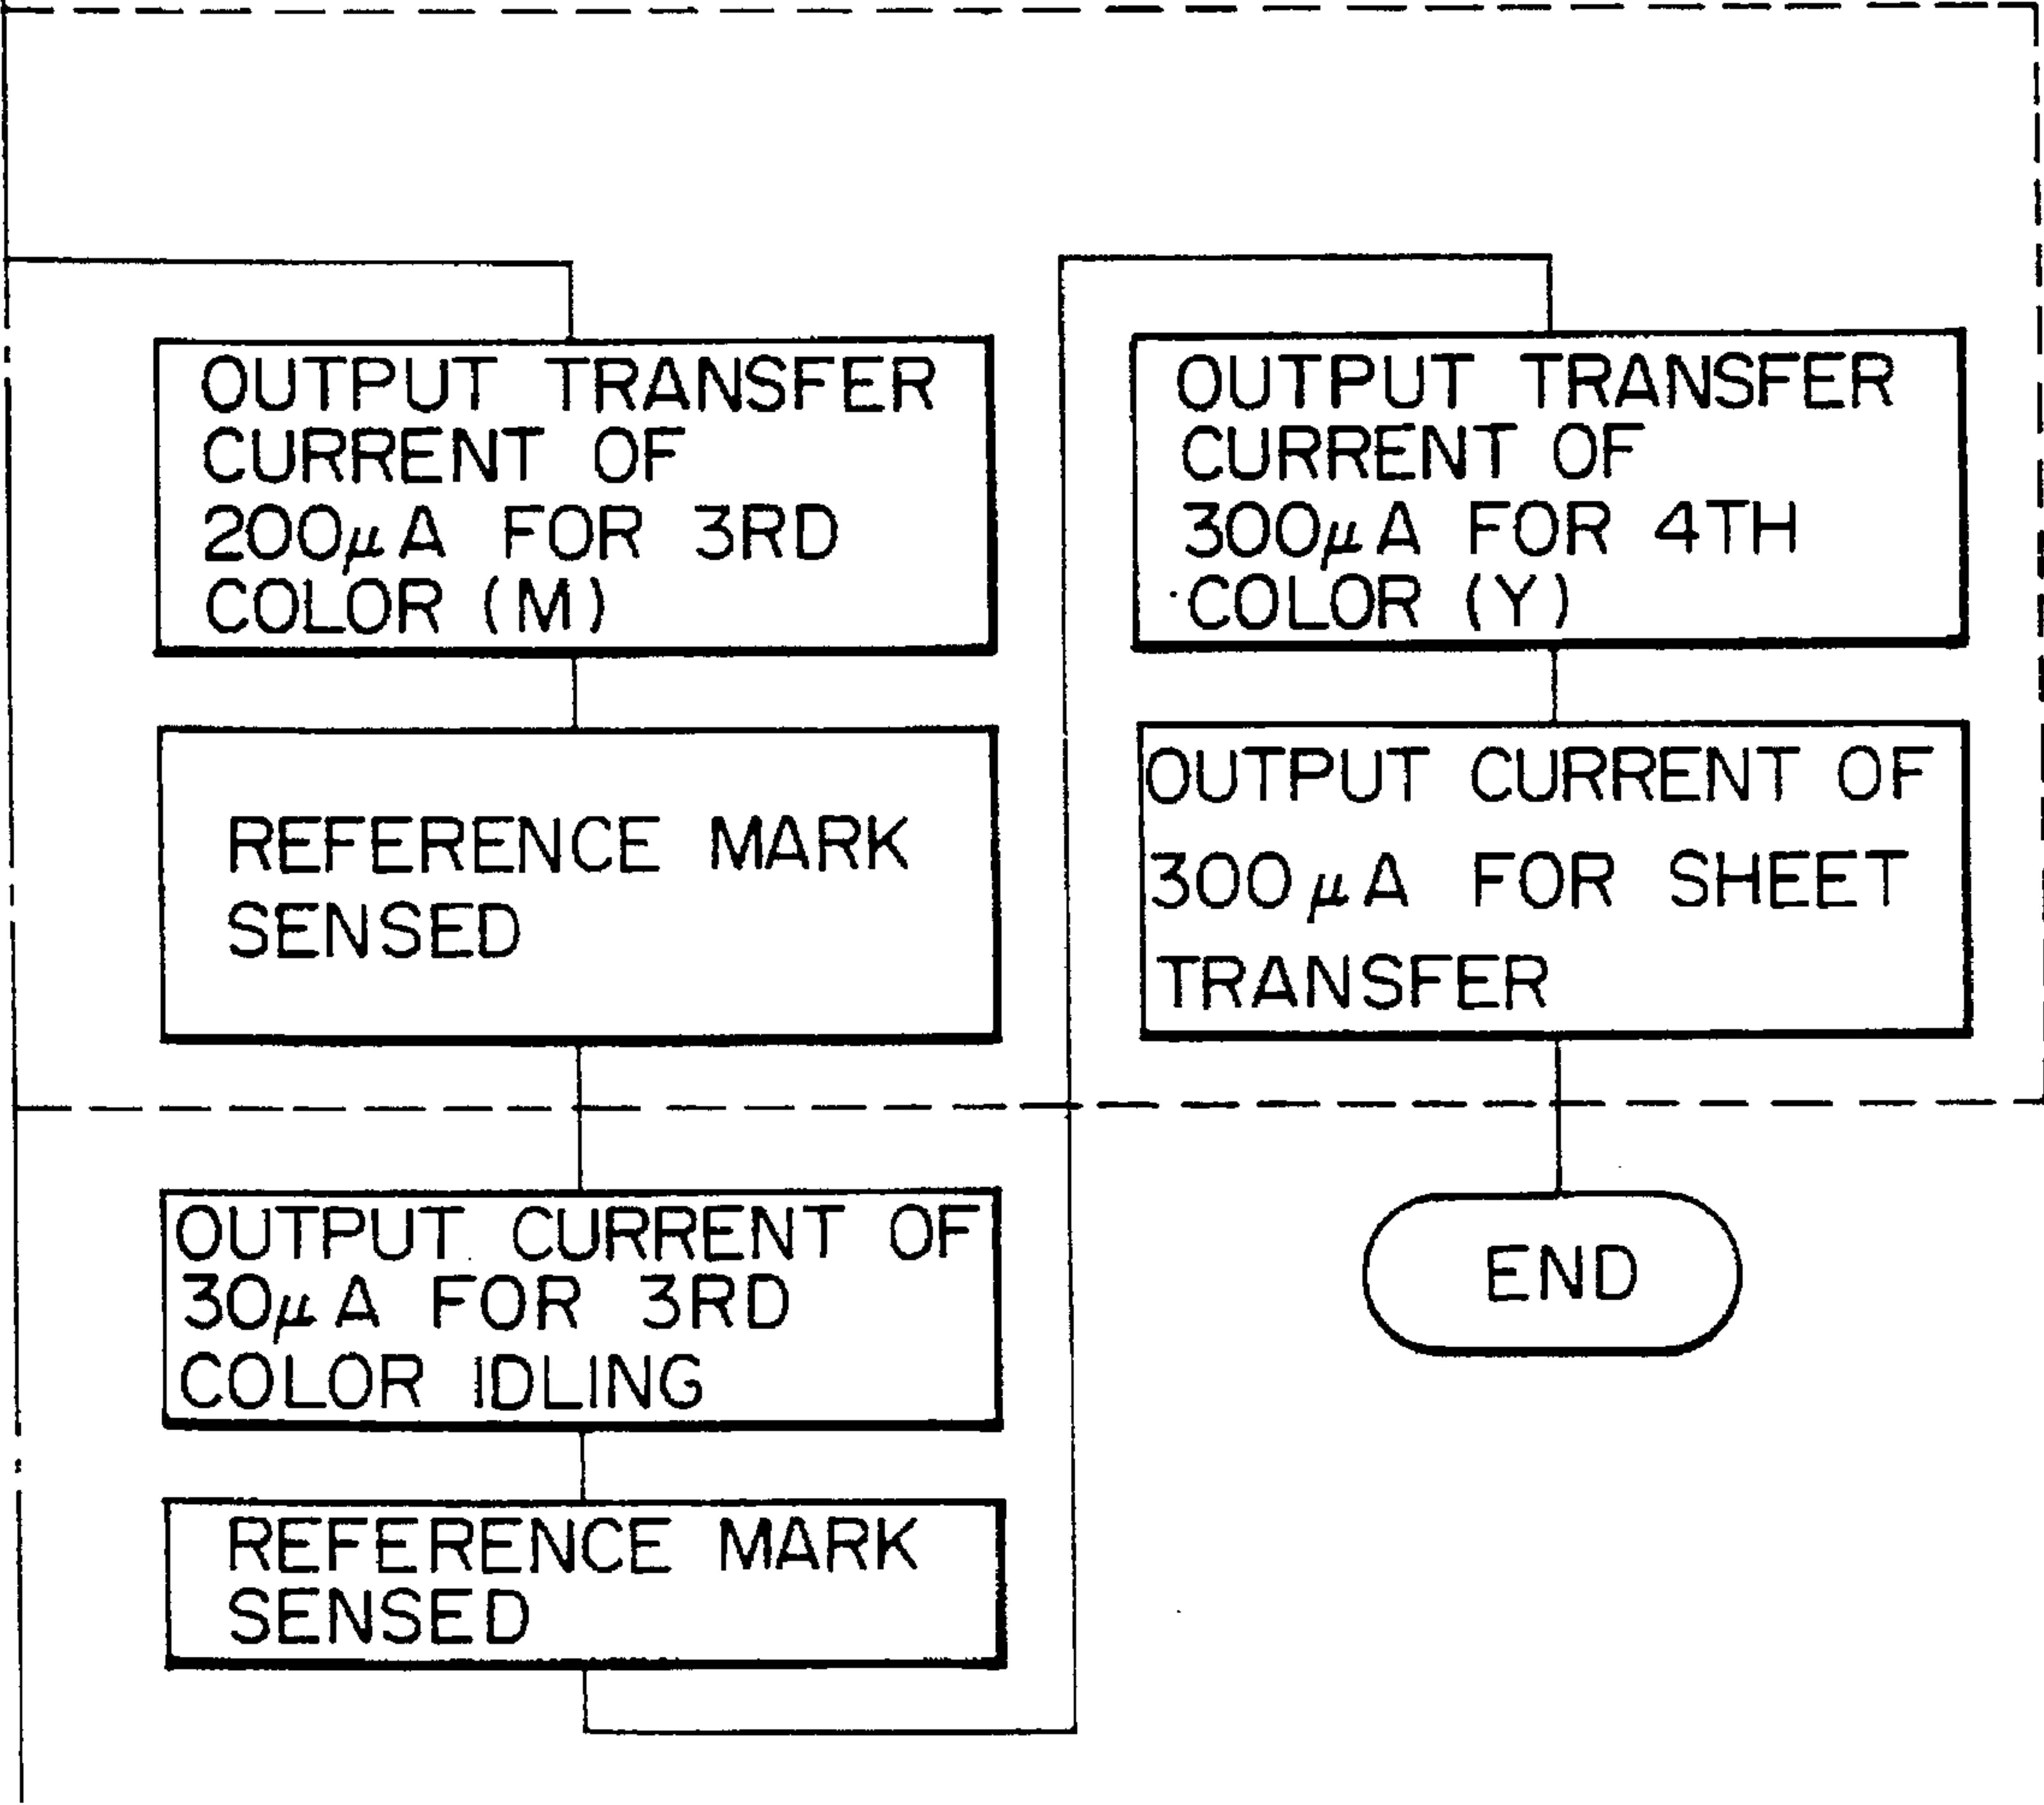 OUTPUT TRANSFER
CURRENT OF
200μA FOR 3RD
COLOR (M)
REFERENCE MARK
SENSED
OUTPUT CURRENT OF
30μA FOR 3RD
COLOR IDLING
REFERENCE MARK
SENSED
OUTPUT TRANSFER
CURRENT OF
300μA FOR 4TH
COLOR (Y)
OUTPUT CURRENT OF
300μA FOR SHEET
TRANSFER
END